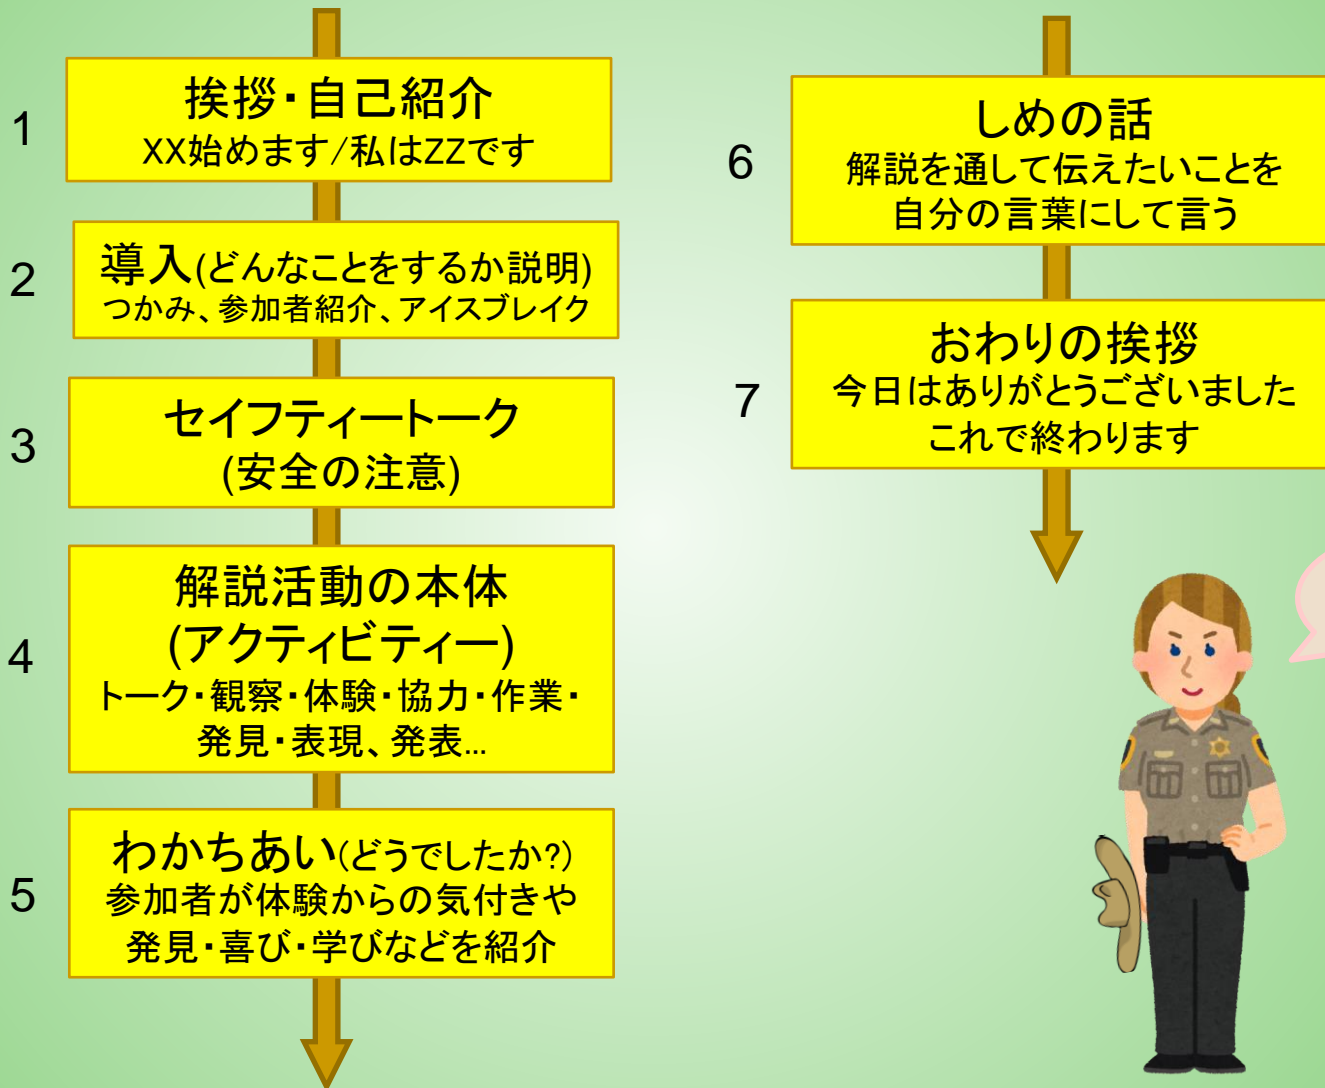 1
挨拶・自己紹介
XX始めます/私はZZです
2
導入(どんなことをするか説明)
つかみ、参加者紹介、アイスブレイク
3
セイフティートーク
(安全の注意)
4
解説活動の本体
(アクティビティー)
トーク・観察・体験・協力・作業・
発見・表現、発表…
5
わかちあい(どうでしたか?)
参加者が体験からの気付きや
発見・喜び・学びなどを紹介
6
しめの話
解説を通して伝えたいことを
自分の言葉にして言う
7
おわりの挨拶
今日はありがとうございました
これで終わります